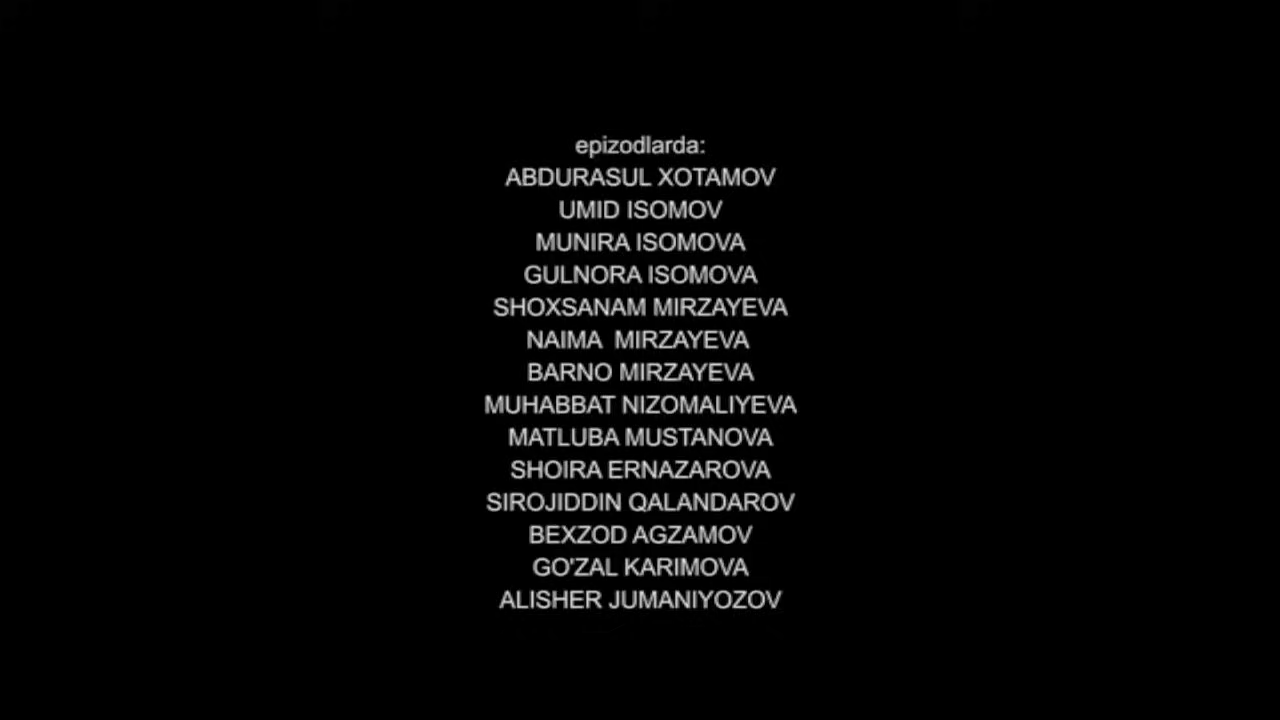 epizodlarda:
ABDURASUL XOTAMOV
UMID ISOMOV
MUNIRA ISOMOVA
GULNORA ISOMOVA
SHOXSANAM MIRZAYEVA
NAIMA  MIRZAYEVA
BARNO MIRZAYEVA
MUHABBAT NIZOMALIYEVA
MATLUBA MUSTANOVA
SHOIRA ERNAZAROVA
SIROJIDDIN QALANDAROV
BEXZOD AGZAMOV
GO'ZAL KARIMOVA
ALISHER JUMANIYOZOV